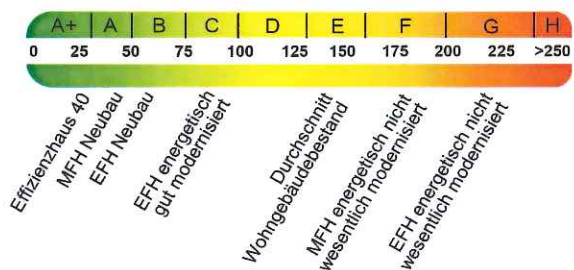 A+ A B C D E F G H
0 25 50 75 100 125 150 175 200 225 >250
Effizienzhaus 40
MFH Neubau
EFH Neubau
EFH energetisch
gut modernisiert
Durchschnitt
Wohngebäudebestand
MFH energetisch nicht
wesentlich modernisiert
EFH energetisch nicht
wesentlich modernisiert